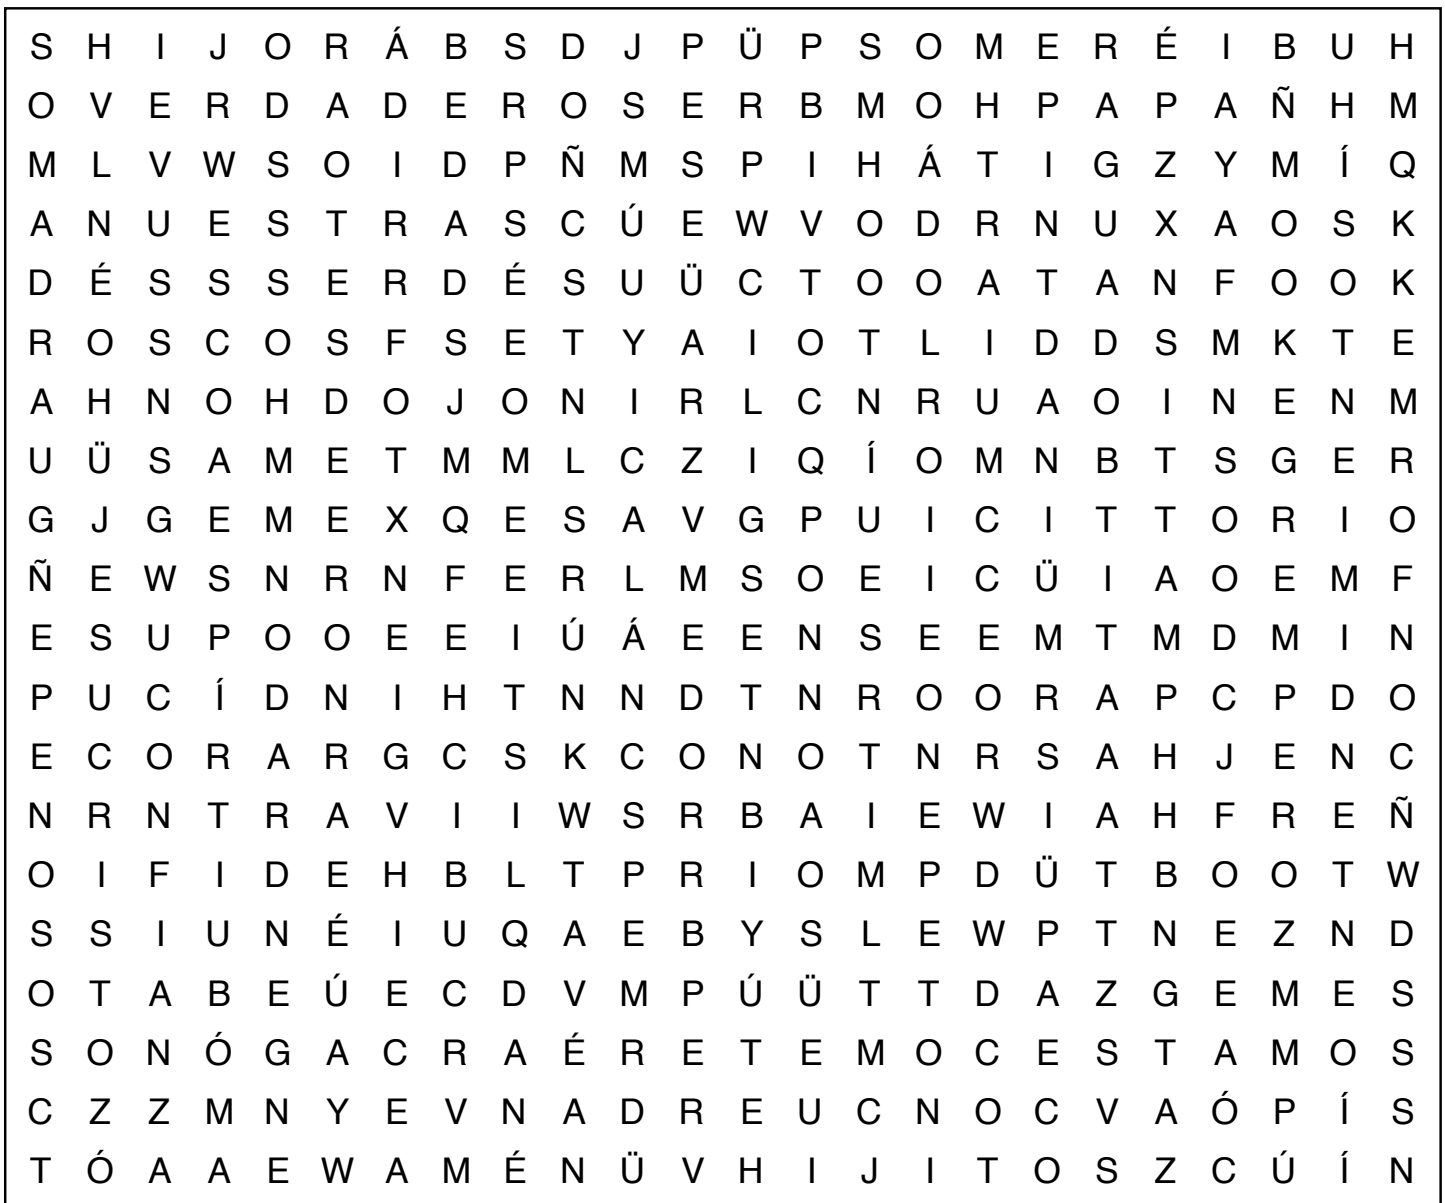 S H I J O R Á B S D J P Ü P S O M E R É I B U H
O V E R D A D E R O S E R B M O H P A P A Ñ H M
M L V W S O I D P Ñ M S P I H Á T I G Z Y M Í Q
A N U E S T R A S C Ú E W V O D R N U X A O S K
D É S S S E R D É S U Ü C T O O A T A N F O O K
R O S C O S F S E T Y A I O T L I D D S M K T E
A H N O H D O J O N I R L C N R U A O I N E N M
U Ü S A M E T M M L C Z I Q Í O M N B T S G E R
G J G E M E X Q E S A V G P U I C I T T O R I O
Ñ E W S N R N F E R L M S O E I C Ü I A O E M F
E S U P O O E E I Ú Á E E N S E E M T M D M I N
P U C Í D N I H T N N D T N R O O R A P C P D O
E C O R A R G C S K C O N O T N R S A H J E N C
N R N T R A V I I W S R B A I E W I A H F R E Ñ
O I F I D E H B L T P R I O M P D Ü T B O O T W
S S I U N É I U Q A E B Y S L E W P T N E Z N D
O T A B E Ú E C D V M P Ú Ü T T D A Z G E M E S
S O N Ó G A C R A É R E T E M O C E S T A M O S
C Z Z M N Y E V N A D R E U C N O C V A Ó P Í S
T Ó A A E W A M É N Ü V H I J I T O S Z C Ú Í N